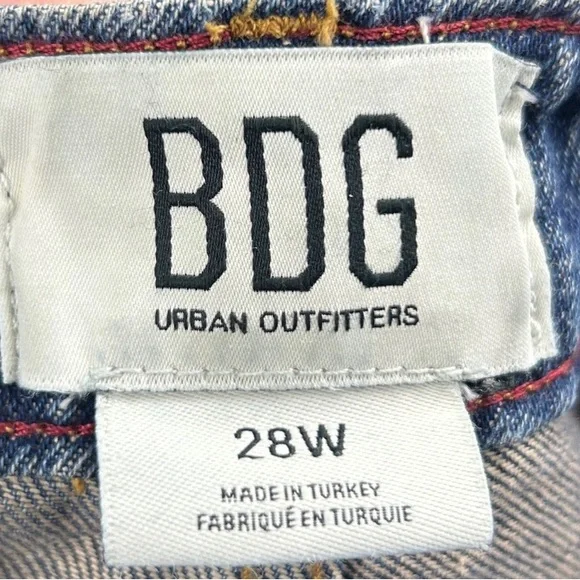 BDG
URBAN OUTFITTERS
28W
MADE IN TURKEY
FABRIQUÉ EN TURQUIE